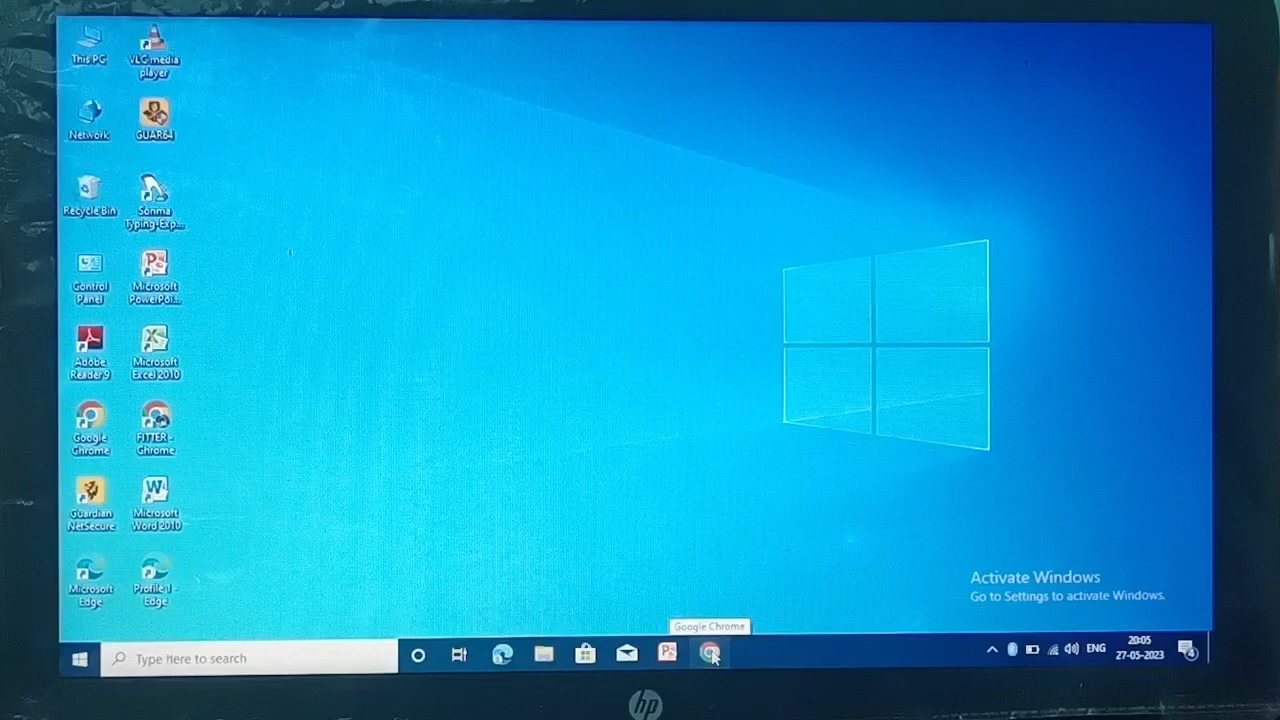 This PC
VLC media
player
Network
GUAR64
Recycle Bin
Sonma
Typing-Exp...
Control
Panel
Microsoft
PowerPoi...
Adobe
Reader 9
Microsoft
Excel 2010
Google
Chrome
FITTER -
Chrome
Guardian
NetSecure
Microsoft
Word 2010
Microsoft
Edge
Profile 1 -
Edge
Activate Windows
Go to Settings to activate Windows.
Google Chrome
Type here to search
ENG
20:05
27-05-2023
4
hp